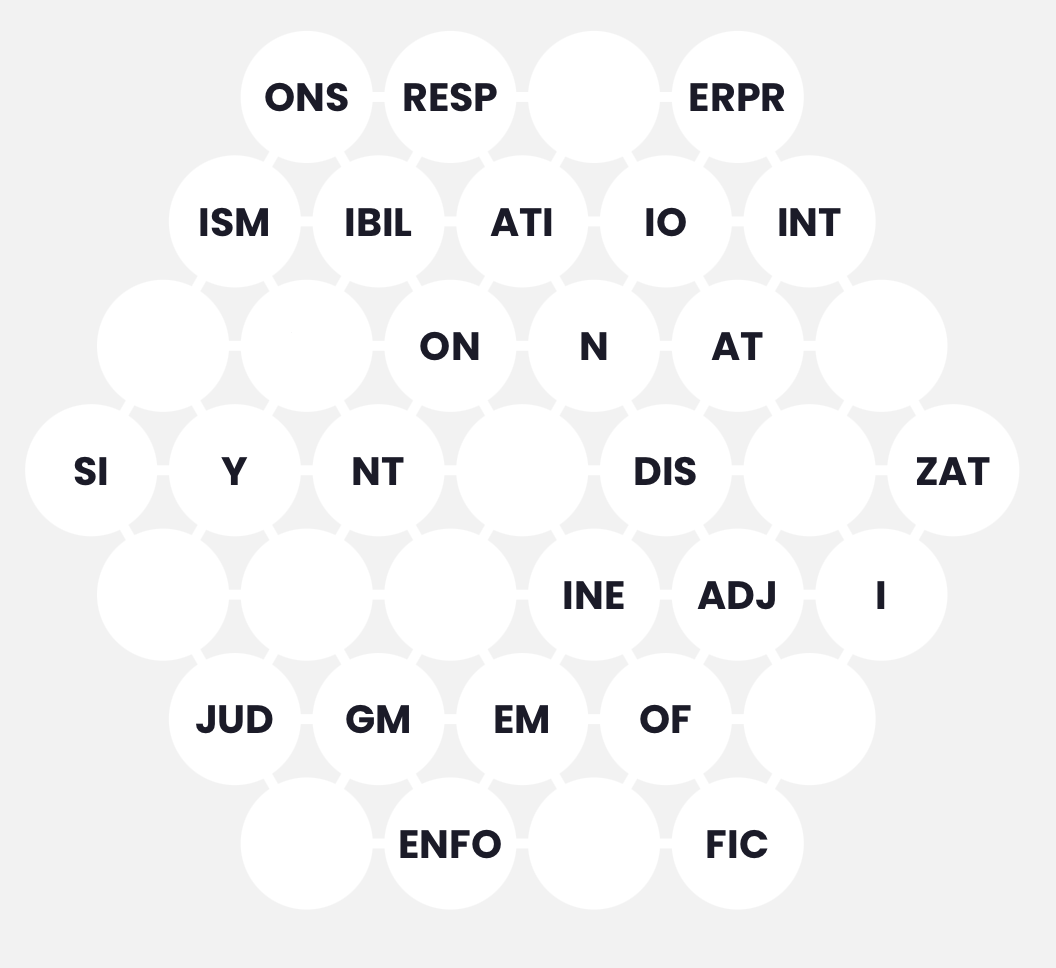 ONS RESP ERPR
ISM IBIL ATI IO INT
ON N AT
SI Y NT DIS ZAT
INE ADJ I
JUD GM EM OF
ENFO FIC